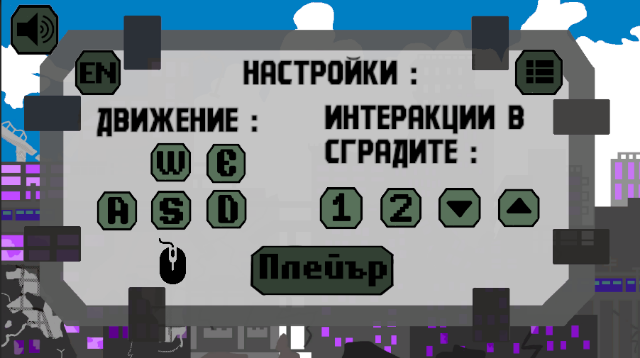 EN
НАСТРОЙКИ :
ДВИЖЕНИЕ :
W E
A S D
ИНТЕРАКЦИИ В
СГРАДИТЕ :
1 2
Плейър